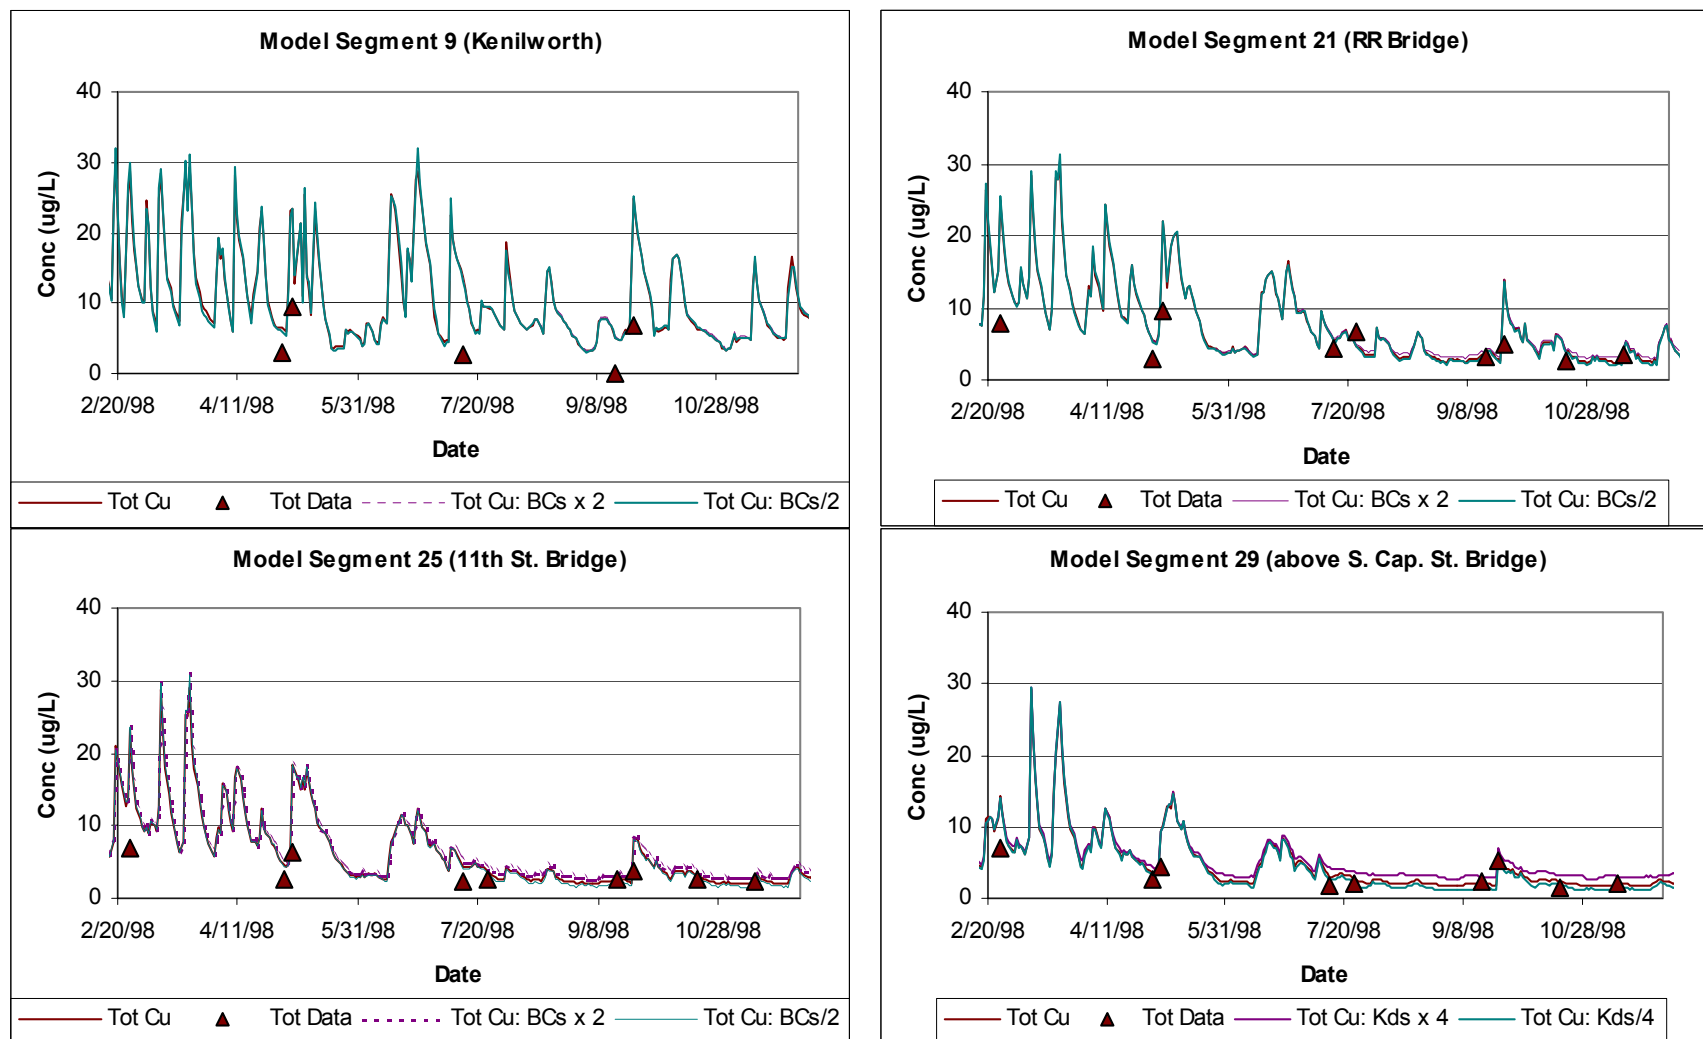 Model Segment 9 (Kenilworth)
40
30
20
10
0
Conc (ug/L)
2/20/98 4/11/98 5/31/98 7/20/98 9/8/98 10/28/98
Date
Tot Cu Tot Data Tot Cu: BCs x 2 Tot Cu: BCs/2
Model Segment 21 (RR Bridge)
40
30
20
10
0
Conc (ug/L)
2/20/98 4/11/98 5/31/98 7/20/98 9/8/98 10/28/98
Date
Tot Cu Tot Data Tot Cu: BCs x 2 Tot Cu: BCs/2
Model Segment 25 (11th St. Bridge)
40
30
20
10
0
Conc (ug/L)
2/20/98 4/11/98 5/31/98 7/20/98 9/8/98 10/28/98
Date
Tot Cu Tot Data Tot Cu: BCs x 2 Tot Cu: BCs/2
Model Segment 29 (above S. Cap. St. Bridge)
40
30
20
10
0
Conc (ug/L)
2/20/98 4/11/98 5/31/98 7/20/98 9/8/98 10/28/98
Date
Tot Cu Tot Data Tot Cu: Kds x 4 Tot Cu: Kds/4